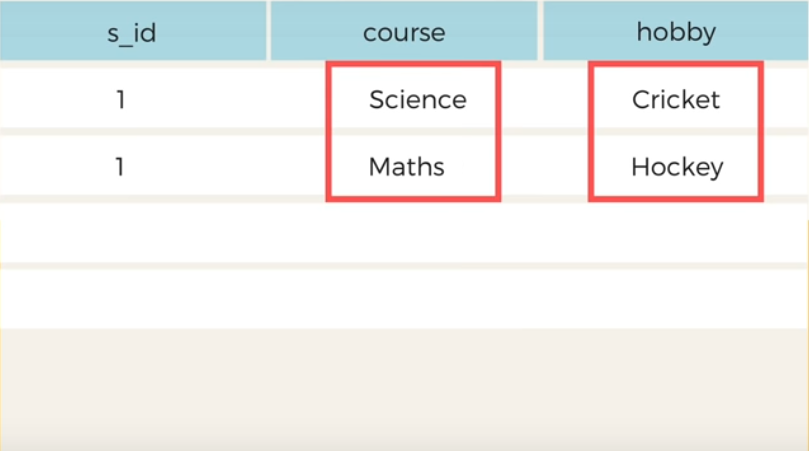 s_id course hobby
1 Science Cricket
1 Maths Hockey